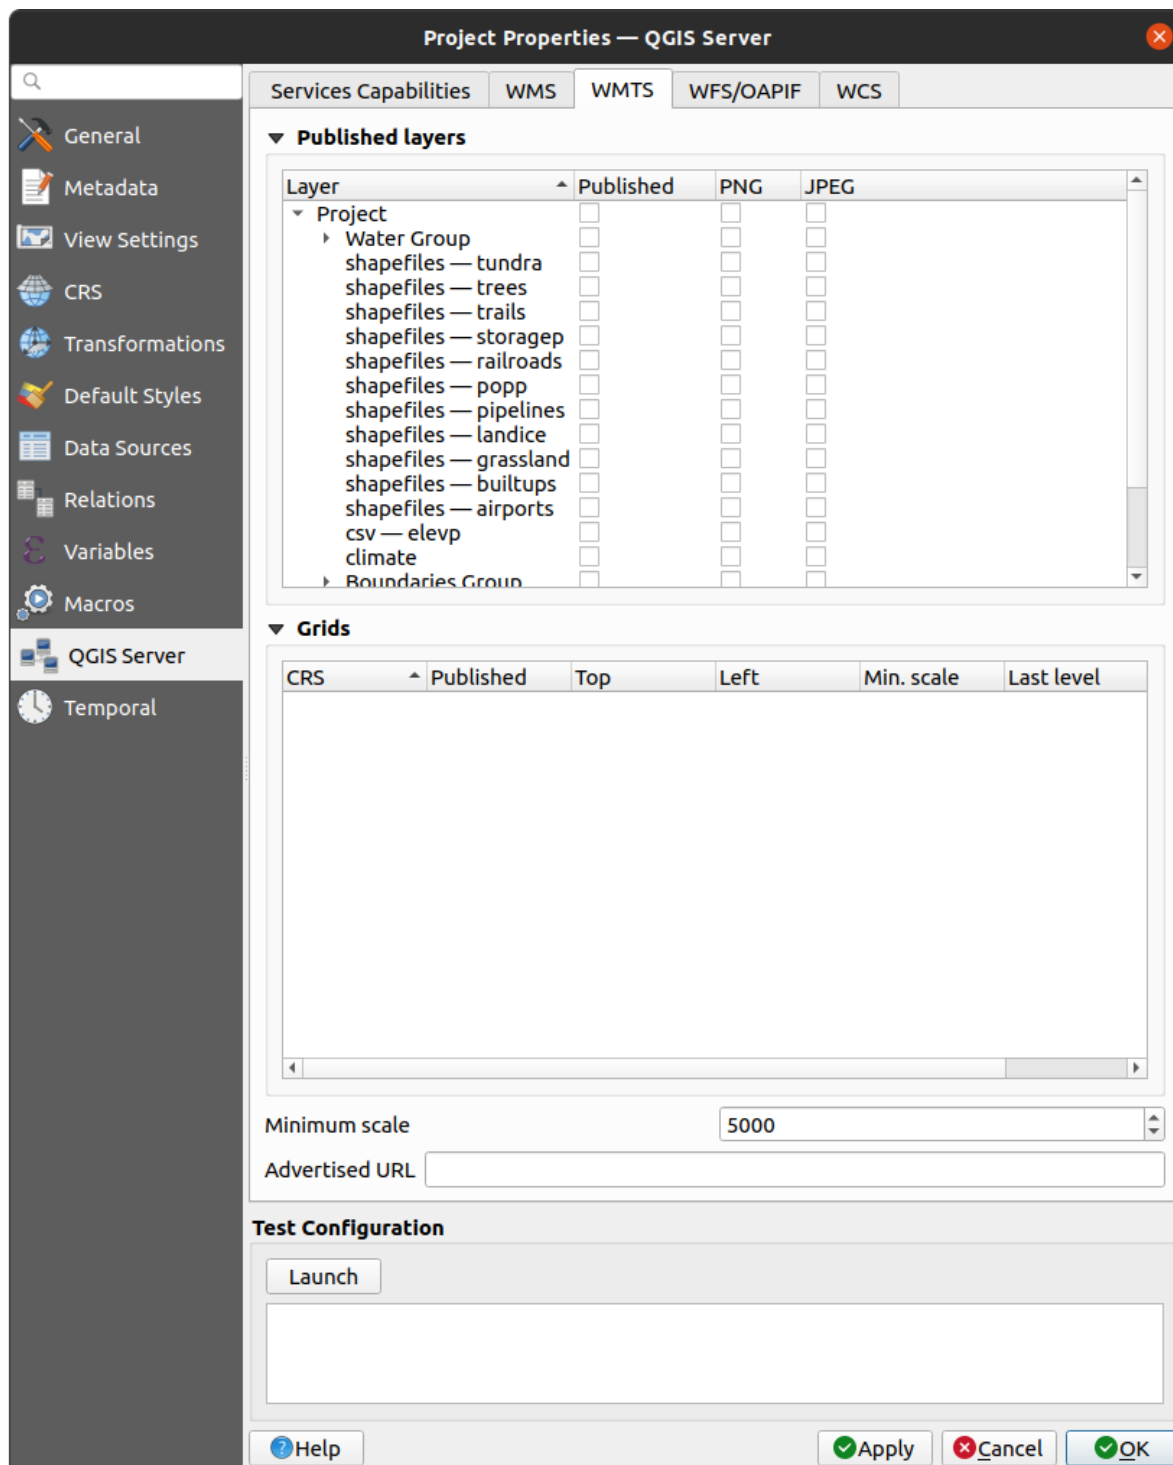 Project Properties — QGIS Server
Services Capabilities WMS WMTS WFS/OAPIF WCS
General
Metadata
View Settings
CRS
Transformations
Default Styles
Data Sources
Relations
Variables
Macros
QGIS Server
Temporal
Published layers
Layer Published PNG JPEG
Project
Water Group
shapefiles — tundra
shapefiles — trees
shapefiles — trails
shapefiles — storagep
shapefiles — railroads
shapefiles — popp
shapefiles — pipelines
shapefiles — landice
shapefiles — grassland
shapefiles — builtups
shapefiles — airports
csv — elevp
climate
Boundaries Group
Grids
CRS Published Top Left Min. scale Last level
Minimum scale 5000
Advertised URL
Test Configuration
Launch
Help Apply Cancel OK